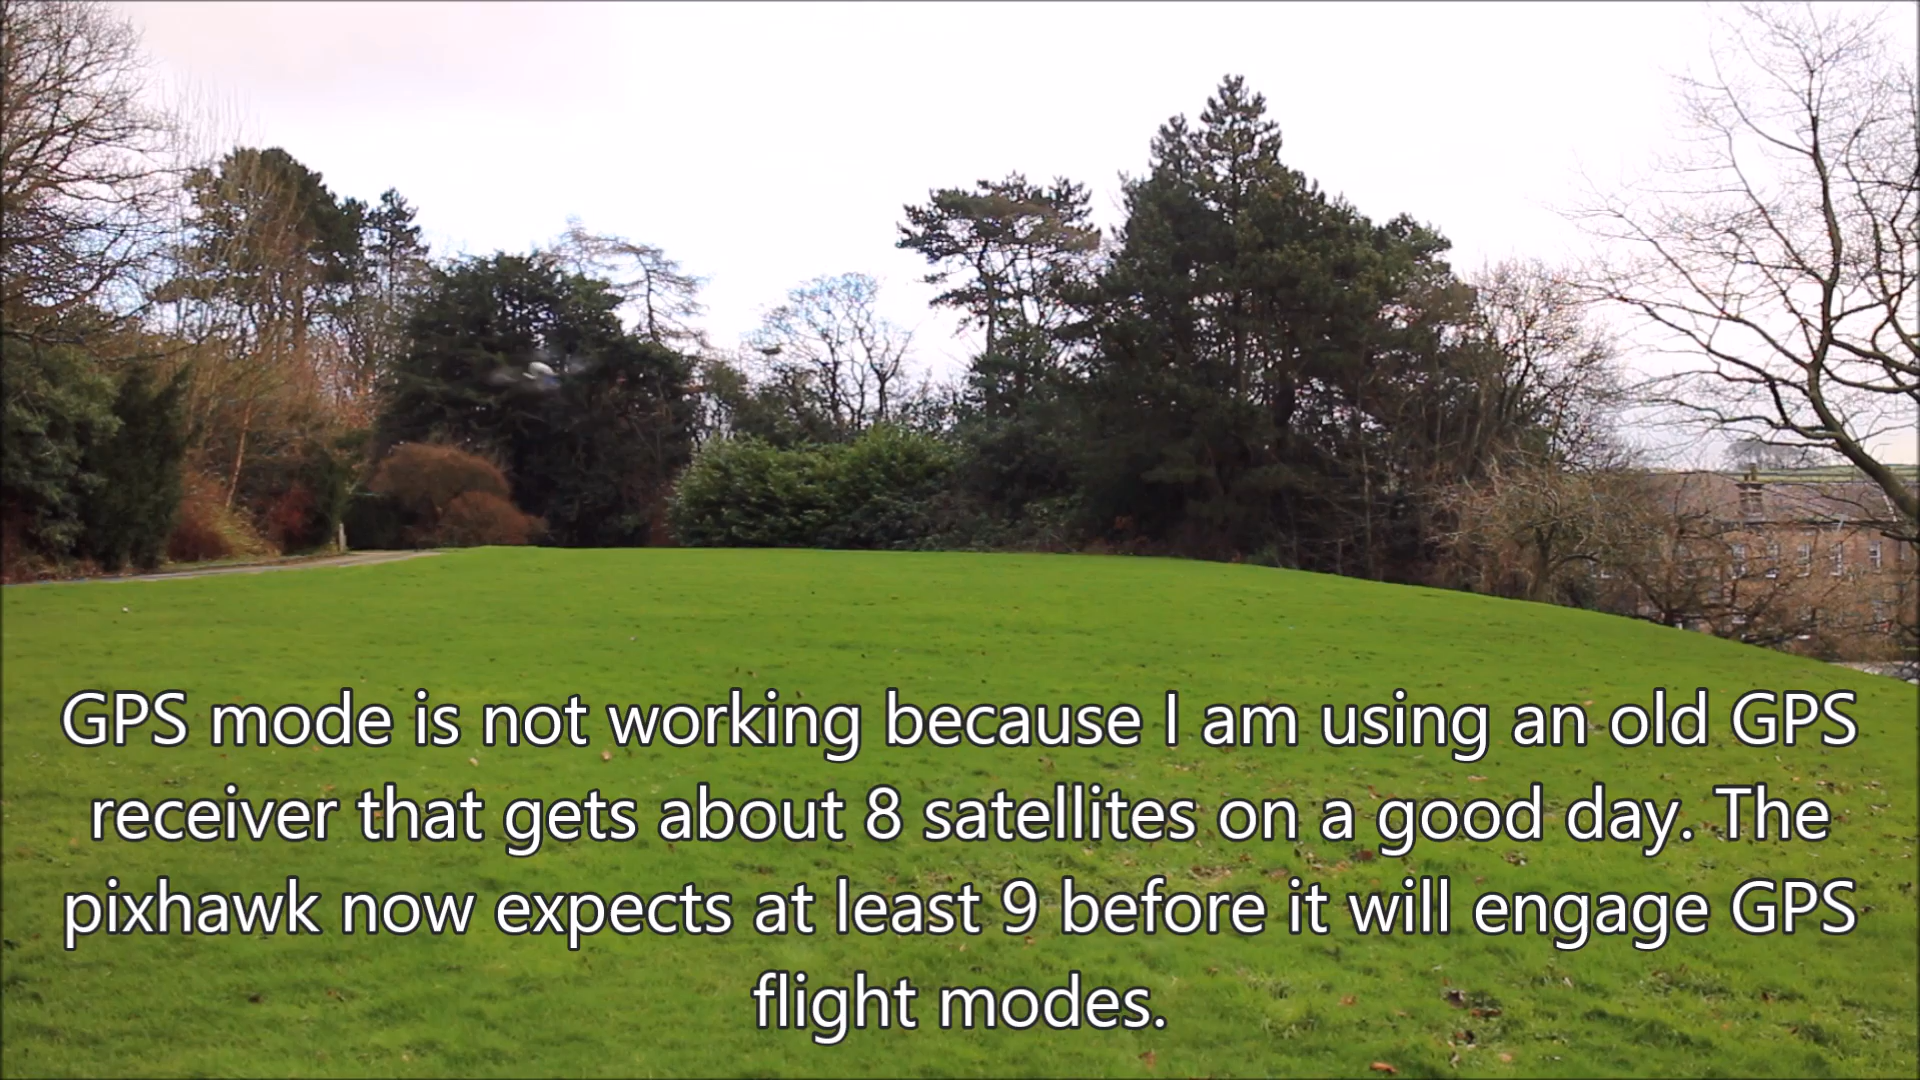 GPS mode is not working because I am using an old GPS
receiver that gets about 8 satellites on a good day. The
pixhawk now expects at least 9 before it will engage GPS
flight modes.